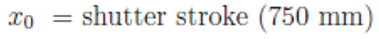 x₀ = shutter stroke (750 mm)